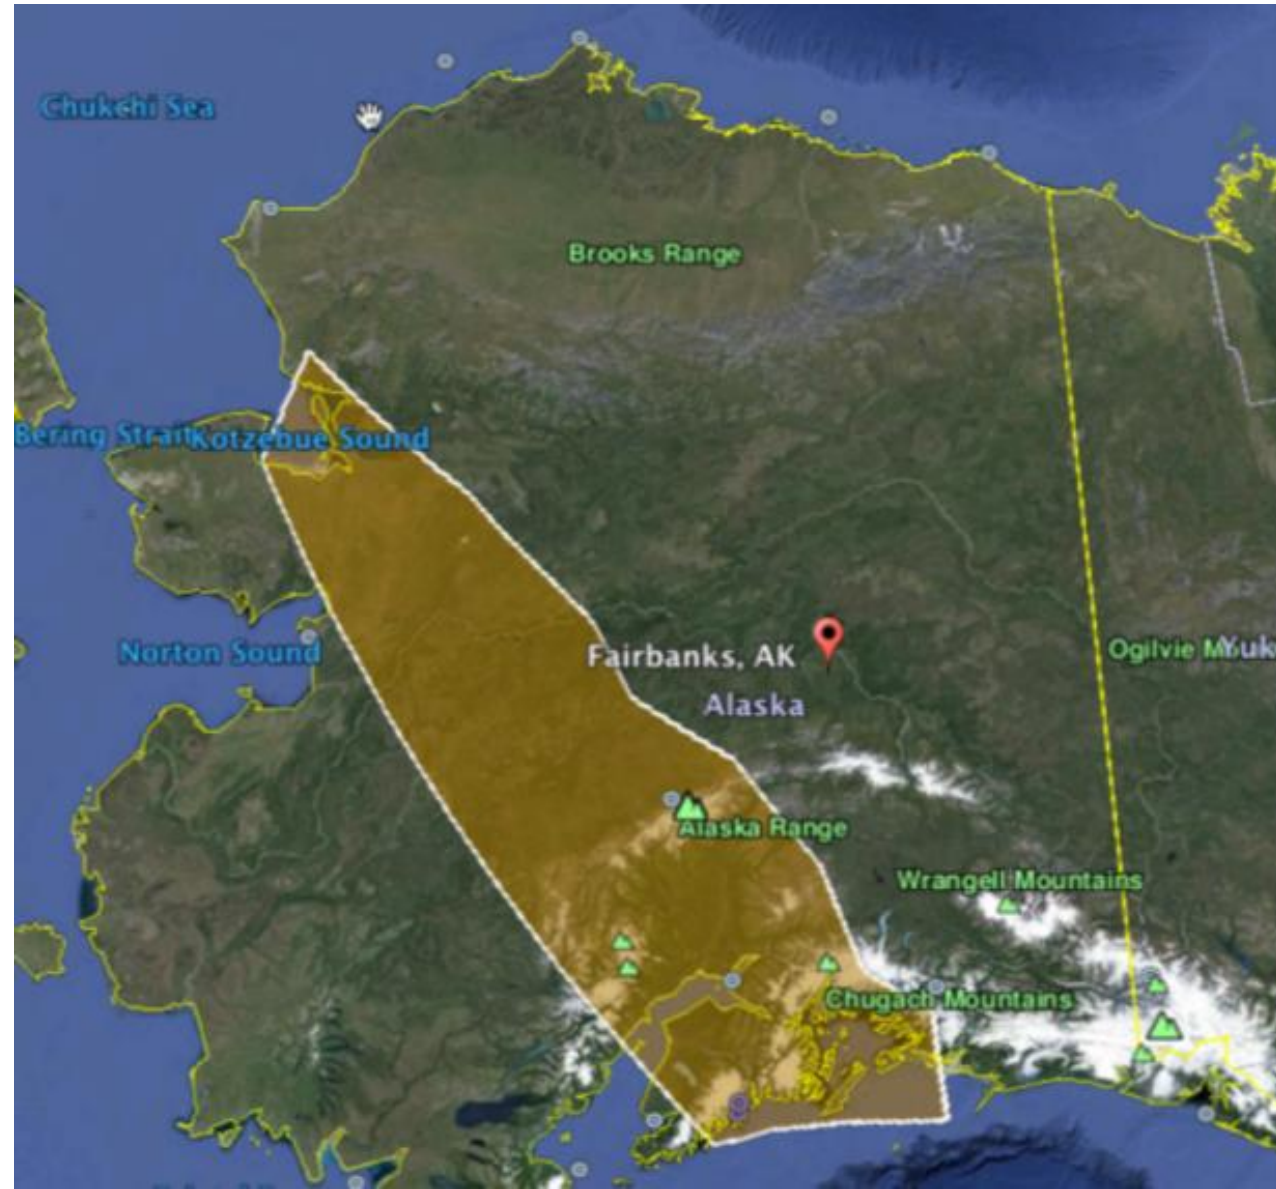 Chukchi Sea
Brooks Range
Bering Strait
Kotzebue Sound
Norton Sound
Fairbanks, AK
Ogilvie
Yuk
Alaska
Alaska Range
Wrangell Mountains
Chugach Mountains